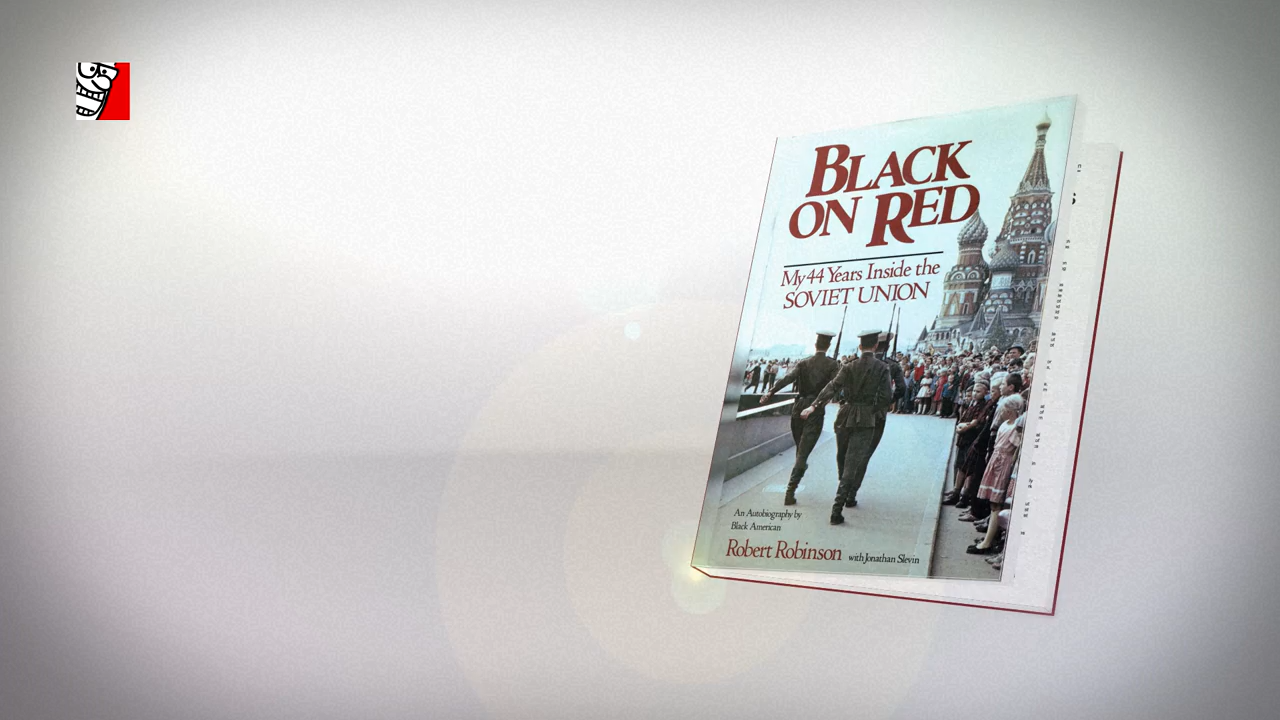 BLACK
ON RED
My 44 Years Inside the
SOVIET UNION
An Autobiography by
Black American
Robert Robinson with Jonathan Slevin